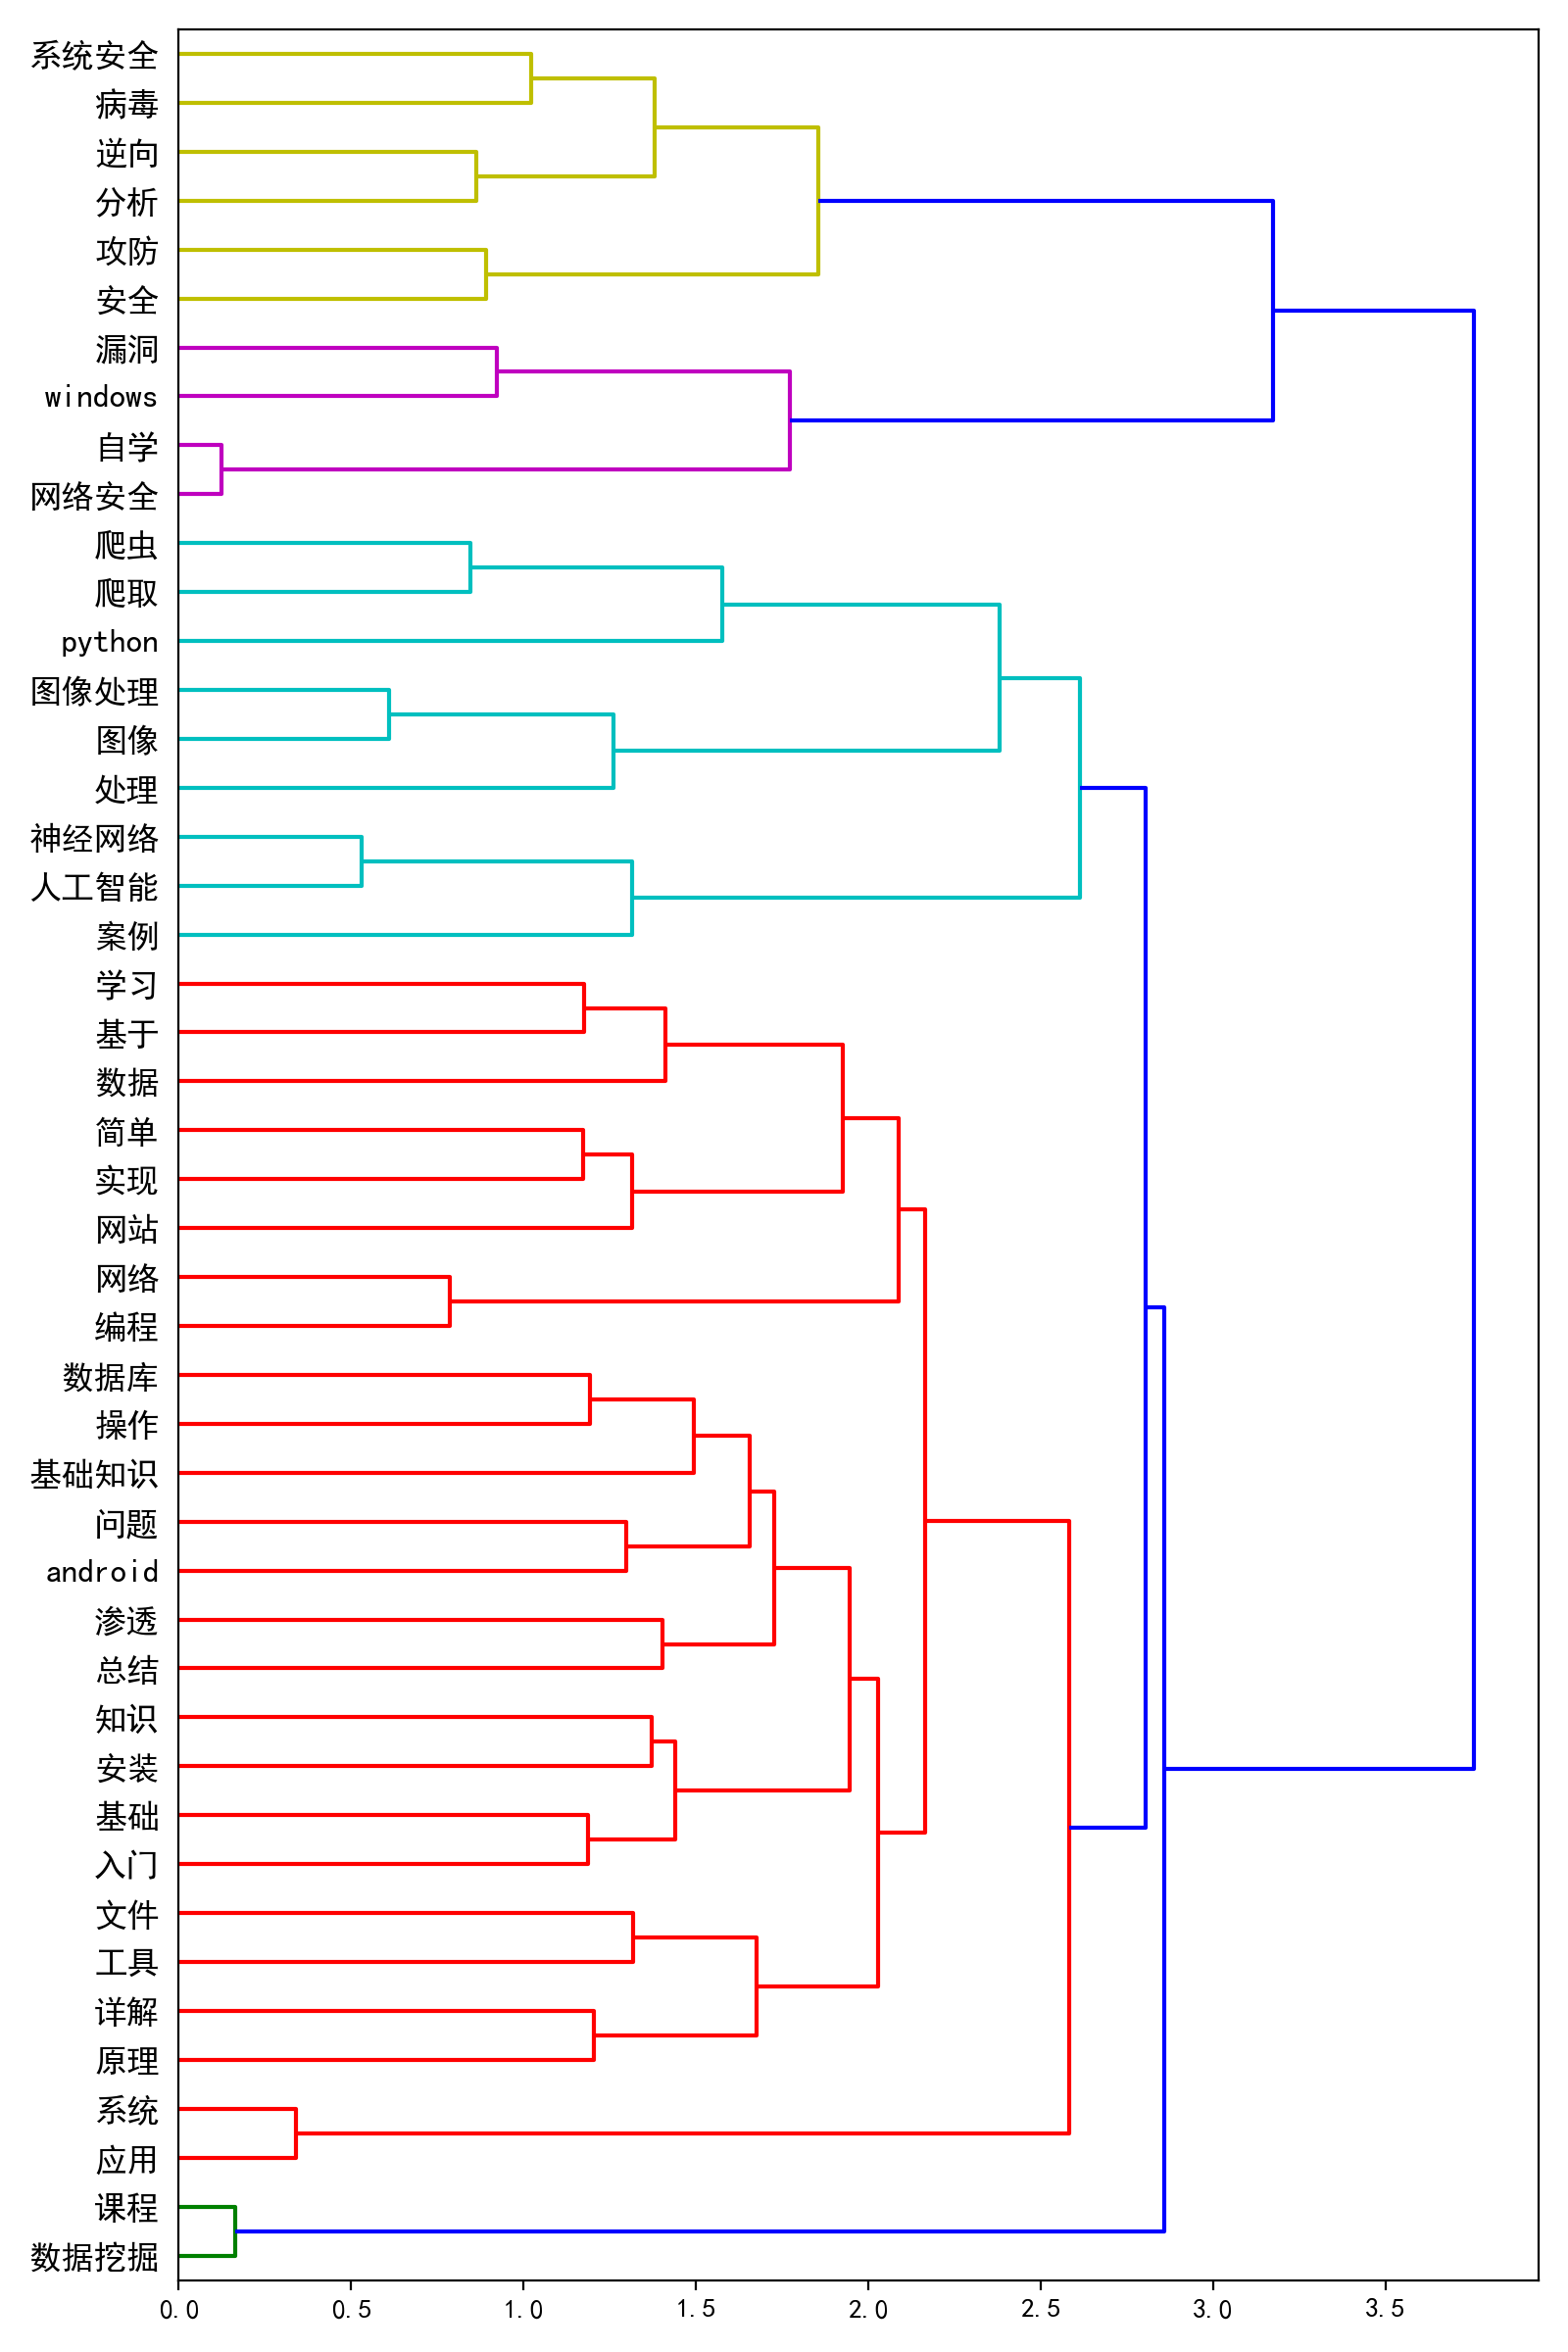 系统安全
病毒
逆向
分析
攻防
安全
漏洞
windows
自学
网络安全
爬虫
爬取
python
图像处理
图像
处理
神经网络
人工智能
案例
学习
基于
数据
简单
实现
网站
网络
编程
数据库
操作
基础知识
问题
android
渗透
总结
知识
安装
基础
入门
文件
工具
详解
原理
系统
应用
课程
数据挖掘
0.0 0.5 1.0 1.5 2.0 2.5 3.0 3.5